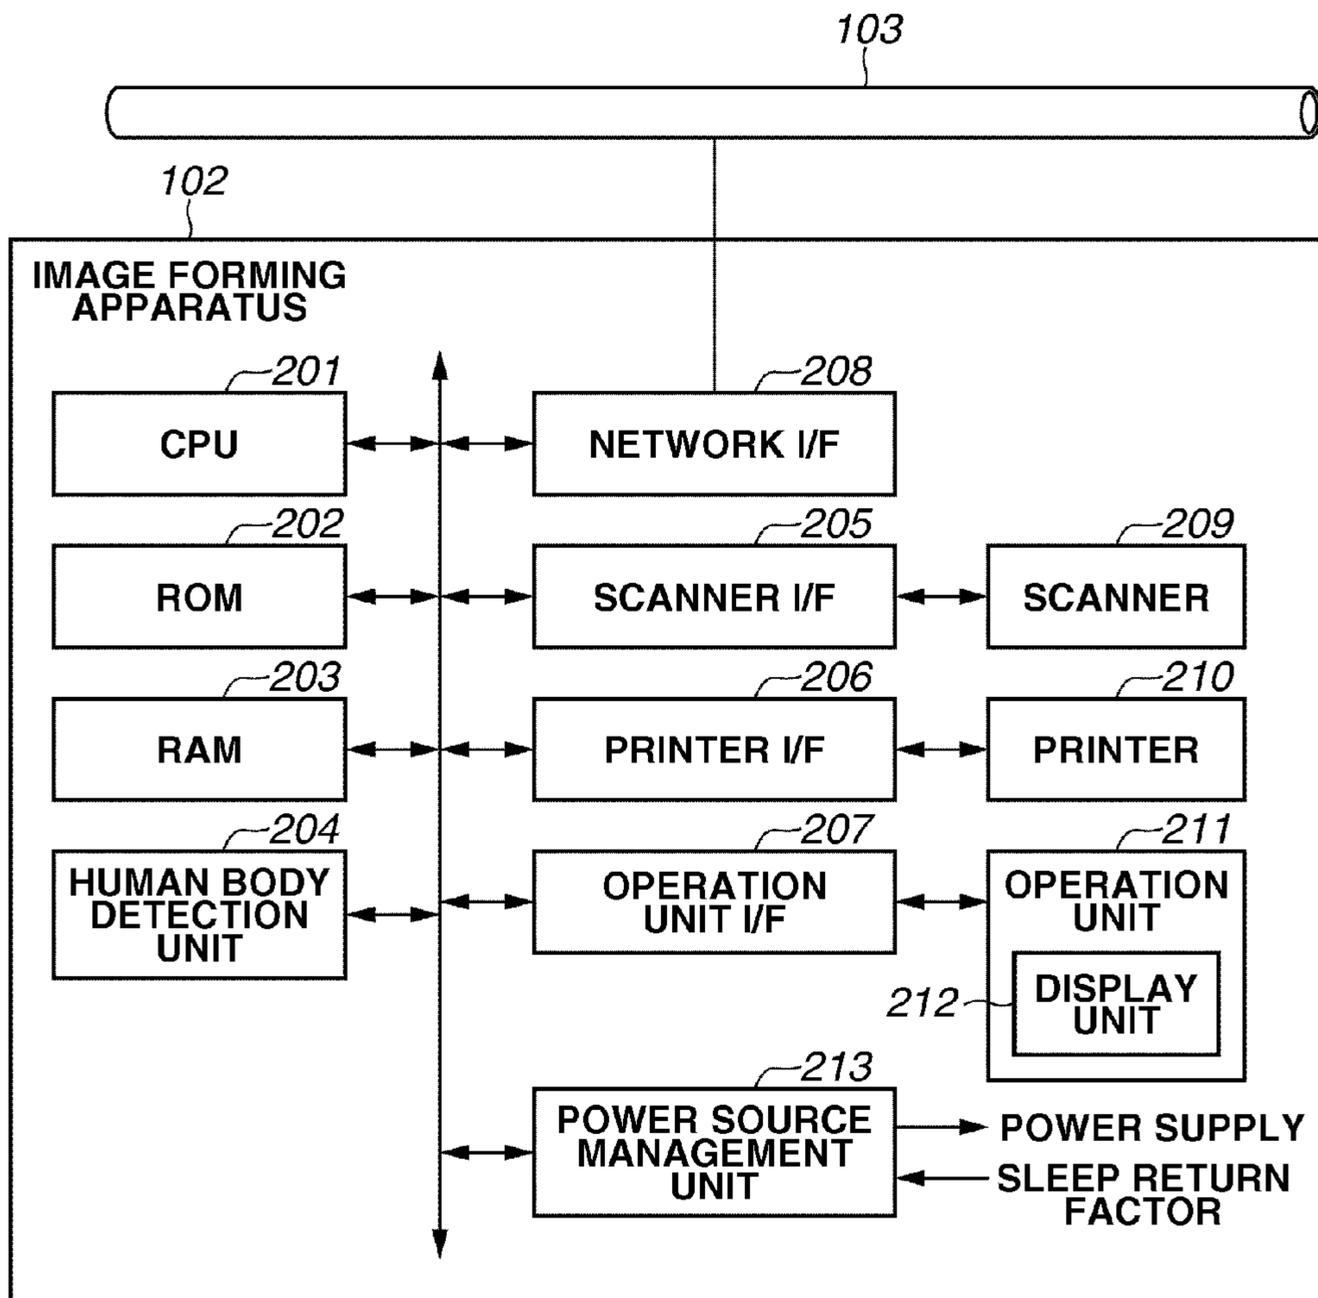 103
102
IMAGE FORMING
APPARATUS
201
CPU
208
NETWORK I/F
202
ROM
205
SCANNER I/F
209
SCANNER
203
RAM
206
PRINTER I/F
210
PRINTER
204
HUMAN BODY
DETECTION
UNIT
207
OPERATION
UNIT I/F
211
OPERATION
UNIT
212
DISPLAY
UNIT
213
POWER SOURCE
MANAGEMENT
UNIT
POWER SUPPLY
SLEEP RETURN
FACTOR